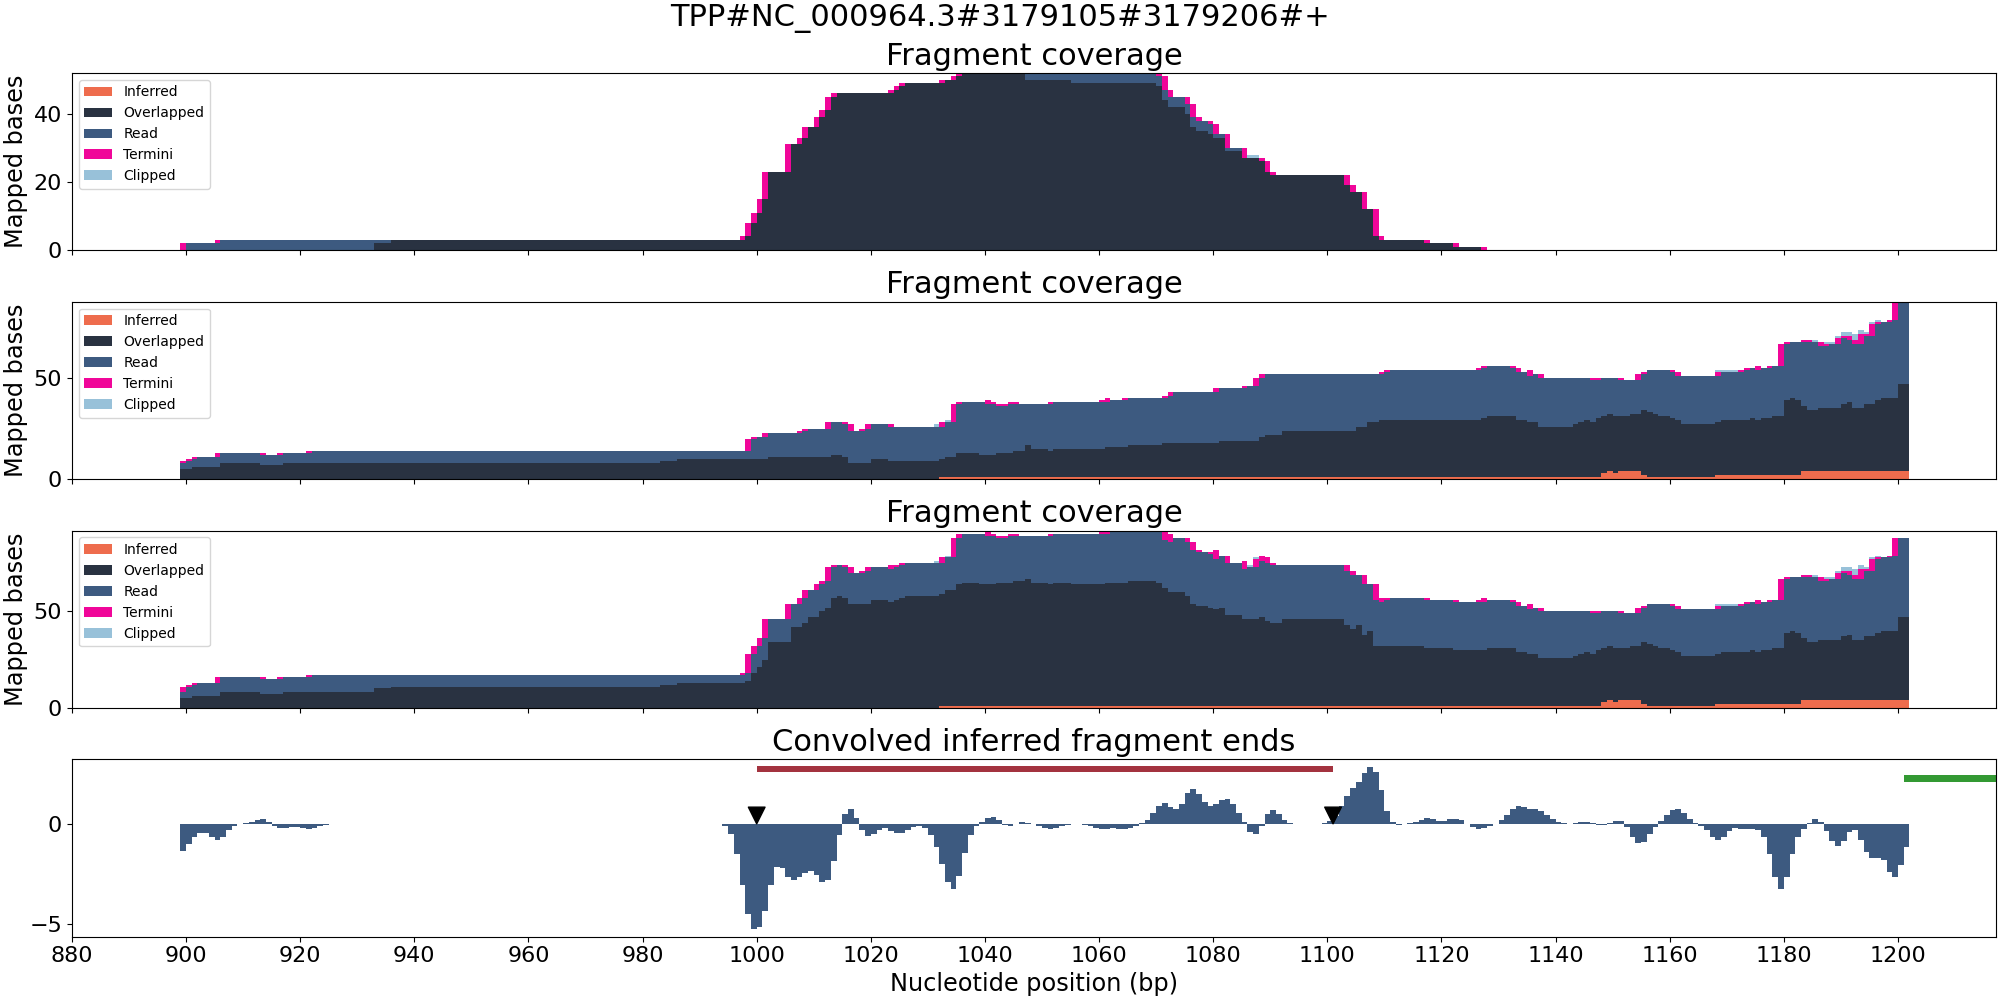 TPP#NC_000964.3#3179105#3179206#+
Fragment coverage
Mapped bases
40
20
0
Inferred
Overlapped
Read
Termini
Clipped
Fragment coverage
Mapped bases
50
0
Inferred
Overlapped
Read
Termini
Clipped
Fragment coverage
Mapped bases
50
0
Inferred
Overlapped
Read
Termini
Clipped
Convolved inferred fragment ends
0
−5
880 900 920 940 960 980 1000 1020 1040 1060 1080 1100 1120 1140 1160 1180 1200
Nucleotide position (bp)